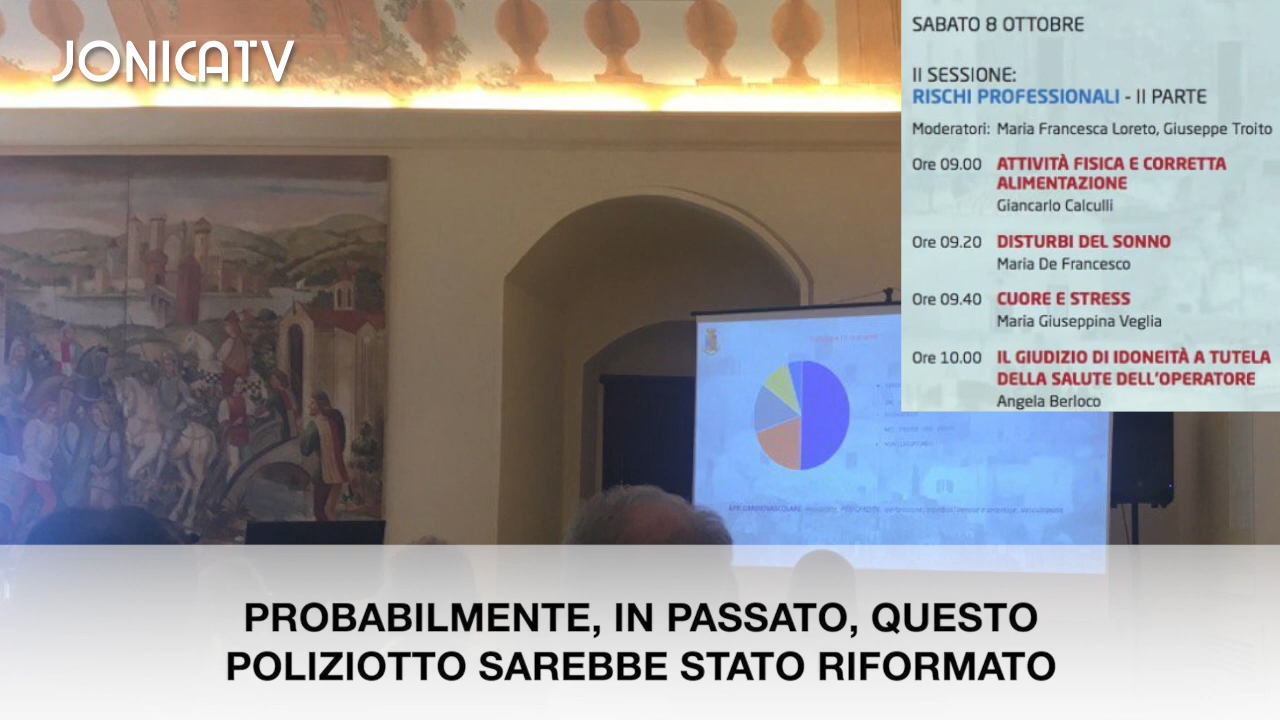 JONICATV
SABATO 8 OTTOBRE
II SESSIONE:
RISCHI PROFESSIONALI - II PARTE
Moderatori: Maria Francesca Loreto, Giuseppe Troito
Ore 09.00 ATTIVITÀ FISICA E CORRETTA
ALIMENTAZIONE
Giancarlo Calculli
Ore 09.20 DISTURBI DEL SONNO
Maria De Francesco
Ore 09.40 CUORE E STRESS
Maria Giuseppina Veglia
Ore 10.00 IL GIUDIZIO DI IDONEITÀ A TUTELA
DELLA SALUTE DELL'OPERATORE
Angela Berloco
PROBABILMENTE, IN PASSATO, QUESTO
POLIZIOTTO SAREBBE STATO RIFORMATO